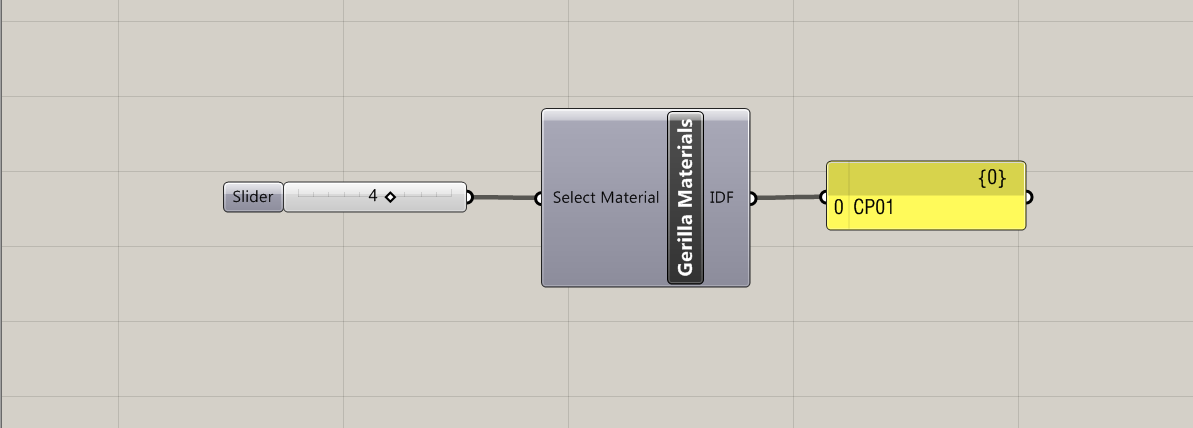 Slider
4
Select Material
Gerilla Materials
IDF
{0}
0 CP01